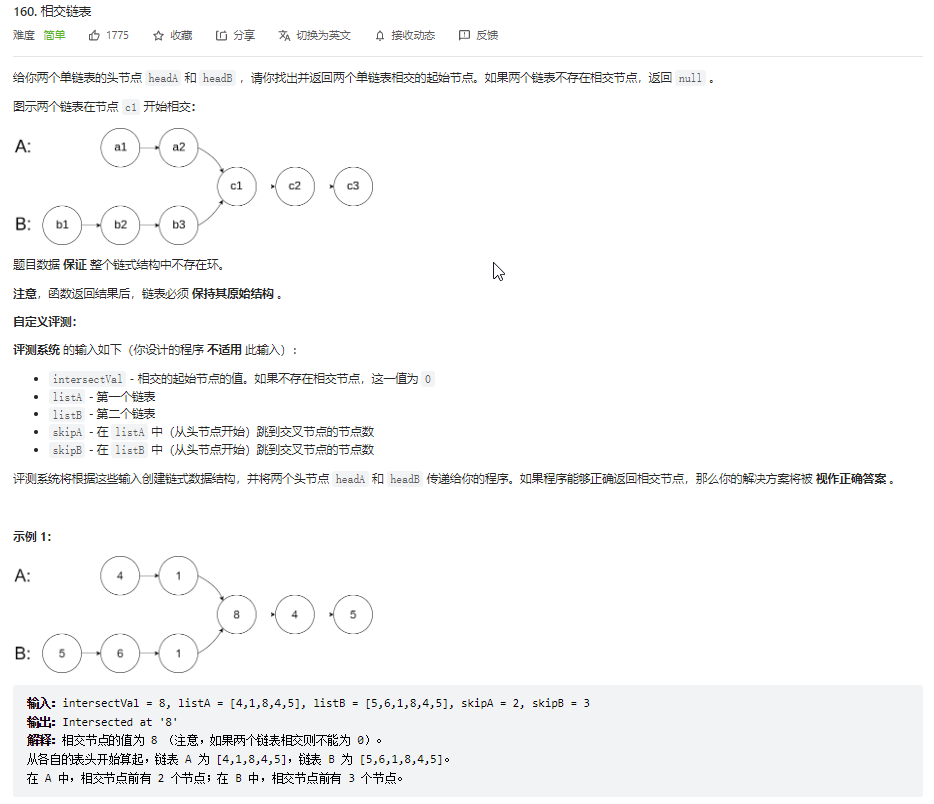 160. 相交链表
难度 简单 1775 收藏 分享 切换为英文 接收动态 反馈
给你两个单链表的头节点 headA 和 headB ，请你找出并返回两个单链表相交的起始节点。如果两个链表不存在相交节点，返回 null 。
图示两个链表在节点 c1 开始相交：
A: a1 a2
c1 c2 c3
B: b1 b2 b3
题目数据 保证 整个链式结构中不存在环。
注意，函数返回结果后，链表必须 保持其原始结构 。
自定义评测：
评测系统 的输入如下（你设计的程序 不适用 此输入）：
• intersectVal - 相交的起始节点的值。如果不存在相交节点，这一值为 0
• listA - 第一个链表
• listB - 第二个链表
• skipA - 在 listA 中（从头节点开始）跳到交叉节点的节点数
• skipB - 在 listB 中（从头节点开始）跳到交叉节点的节点数
评测系统将根据这些输入创建链式数据结构，并将两个头节点 headA 和 headB 传递给你的程序。如果程序能够正确返回相交节点，那么你的解决方案将被 视作正确答案 。
示例 1：
A: 4 1
8 4 5
B: 5 6 1
输入：intersectVal = 8, listA = [4,1,8,4,5], listB = [5,6,1,8,4,5], skipA = 2, skipB = 3
输出：Intersected at '8'
解释：相交节点的值为 8 （注意，如果两个链表相交则不能为 0）。
从各自的表头开始算起，链表 A 为 [4,1,8,4,5]，链表 B 为 [5,6,1,8,4,5]。
在 A 中，相交节点前有 2 个节点；在 B 中，相交节点前有 3 个节点。